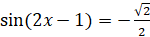 sin(2x − 1) = −√2/2